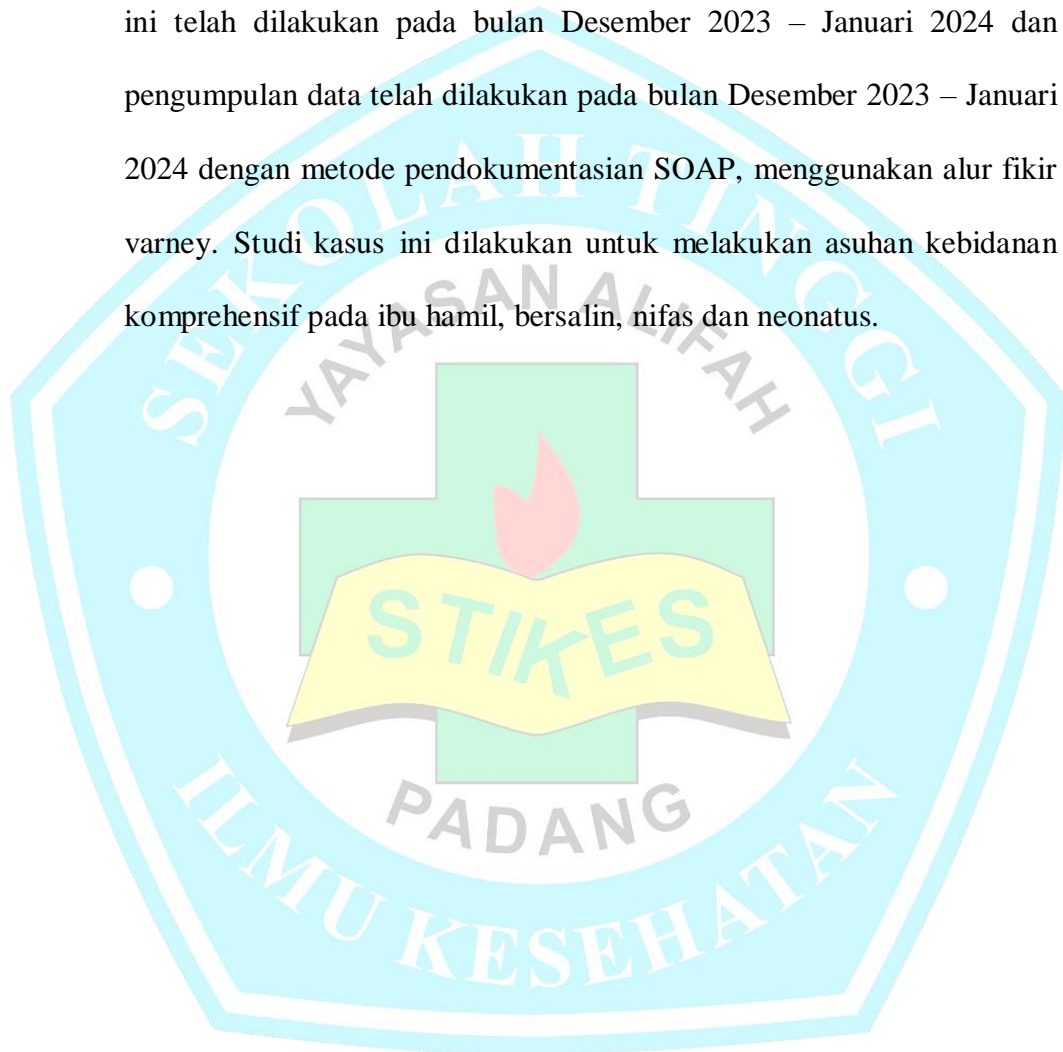 ini telah dilakukan pada bulan Desember 2023 – Januari 2024 dan
pengumpulan data telah dilakukan pada bulan Desember 2023 – Januari
2024 dengan metode pendokumentasian SOAP, menggunakan alur fikir
varney. Studi kasus ini dilakukan untuk melakukan asuhan kebidanan
komprehensif pada ibu hamil, bersalin, nifas dan neonatus.
SEKOLAH TINGGI
YAYASAN ALIFAH
STIKES
PADANG
ILMU KESEHATAN